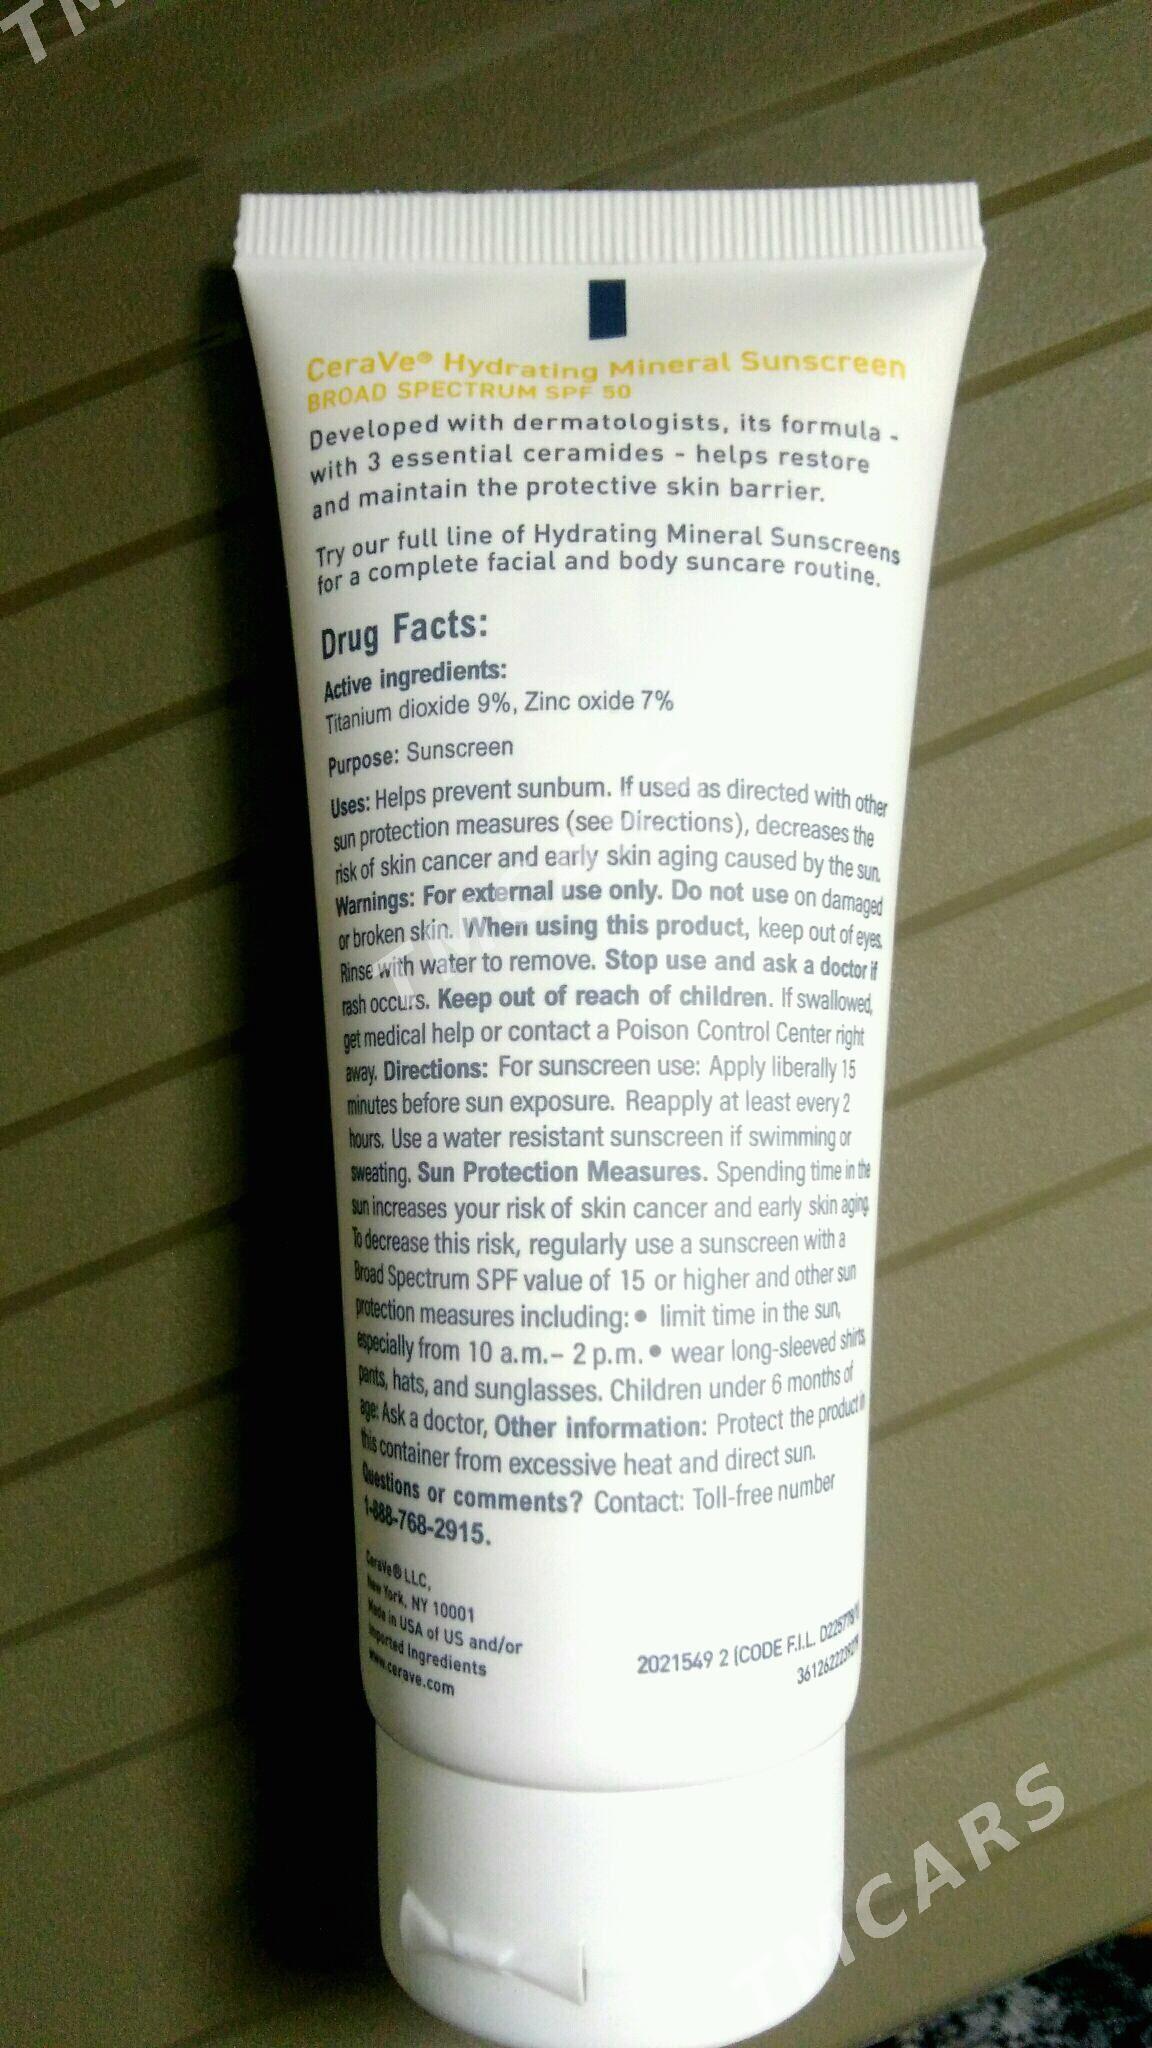 CeraVe® Hydrating Mineral Sunscreen
BROAD SPECTRUM SPF 50
Developed with dermatologists, its formula -
with 3 essential ceramides - helps restore
and maintain the protective skin barrier.
Try our full line of Hydrating Mineral Sunscreens
for a complete facial and body suncare routine.
Drug Facts:
Active ingredients:
Titanium dioxide 9%, Zinc oxide 7%
Purpose: Sunscreen
Uses: Helps prevent sunburn. If used as directed with other
sun protection measures (see Directions), decreases the
risk of skin cancer and early skin aging caused by the sun.
Warnings: For external use only. Do not use on damaged
or broken skin. When using this product, keep out of eyes.
Rinse with water to remove. Stop use and ask a doctor if
rash occurs. Keep out of reach of children. If swallowed,
get medical help or contact a Poison Control Center right
away. Directions: For sunscreen use: Apply liberally 15
minutes before sun exposure. Reapply at least every 2
hours. Use a water resistant sunscreen if swimming or
sweating. Sun Protection Measures. Spending time in the
sun increases your risk of skin cancer and early skin aging.
To decrease this risk, regularly use a sunscreen with a
Broad Spectrum SPF value of 15 or higher and other sun
protection measures including: • limit time in the sun,
especially from 10 a.m.– 2 p.m. • wear long-sleeved shirts,
pants, hats, and sunglasses. Children under 6 months of
age: Ask a doctor, Other information: Protect the product in
this container from excessive heat and direct sun.
Questions or comments? Contact: Toll-free number
1-888-768-2915.
CeraVe® LLC,
New York, NY 10001
Made in USA of US and/or
Imported Ingredients
www.cerave.com
2021549 2 (CODE F.I.L.
TMCARS
TMCARS